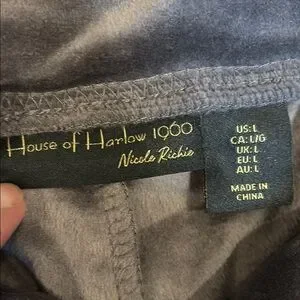 House of Harlow 1960
Nicole Richie
US: L
CA: L/G
UK: L
EU: L
AU: L
MADE IN
CHINA